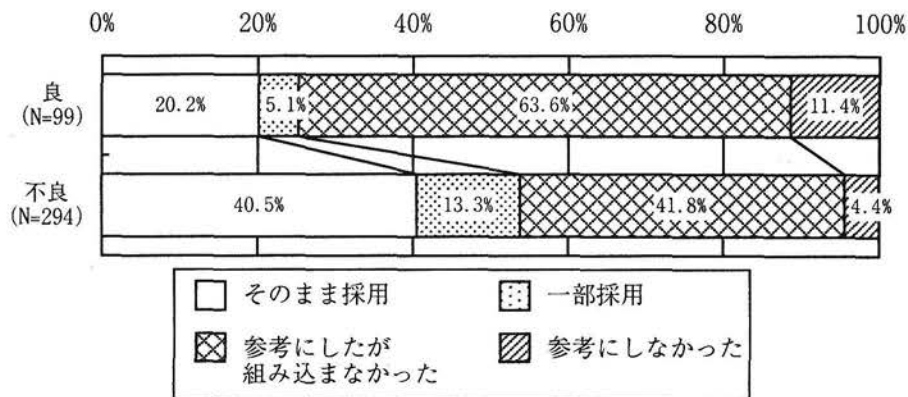 0% 20% 40% 60% 80% 100%
良
(N=99)
20.2% 5.1% 63.6% 11.4%
不良
(N=294)
40.5% 13.3% 41.8% 4.4%
そのまま採用 一部採用
参考にしたが 参考にしなかった
組み込まなかった